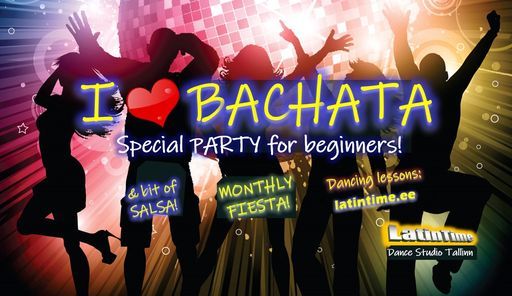 I ❤ BACHATA
Special PARTY for beginners!
& bit of
SALSA!
MONTHLY
FIESTA!
Dancing lessons:
latintime.ee
LatinTime
Dance Studio Tallinn